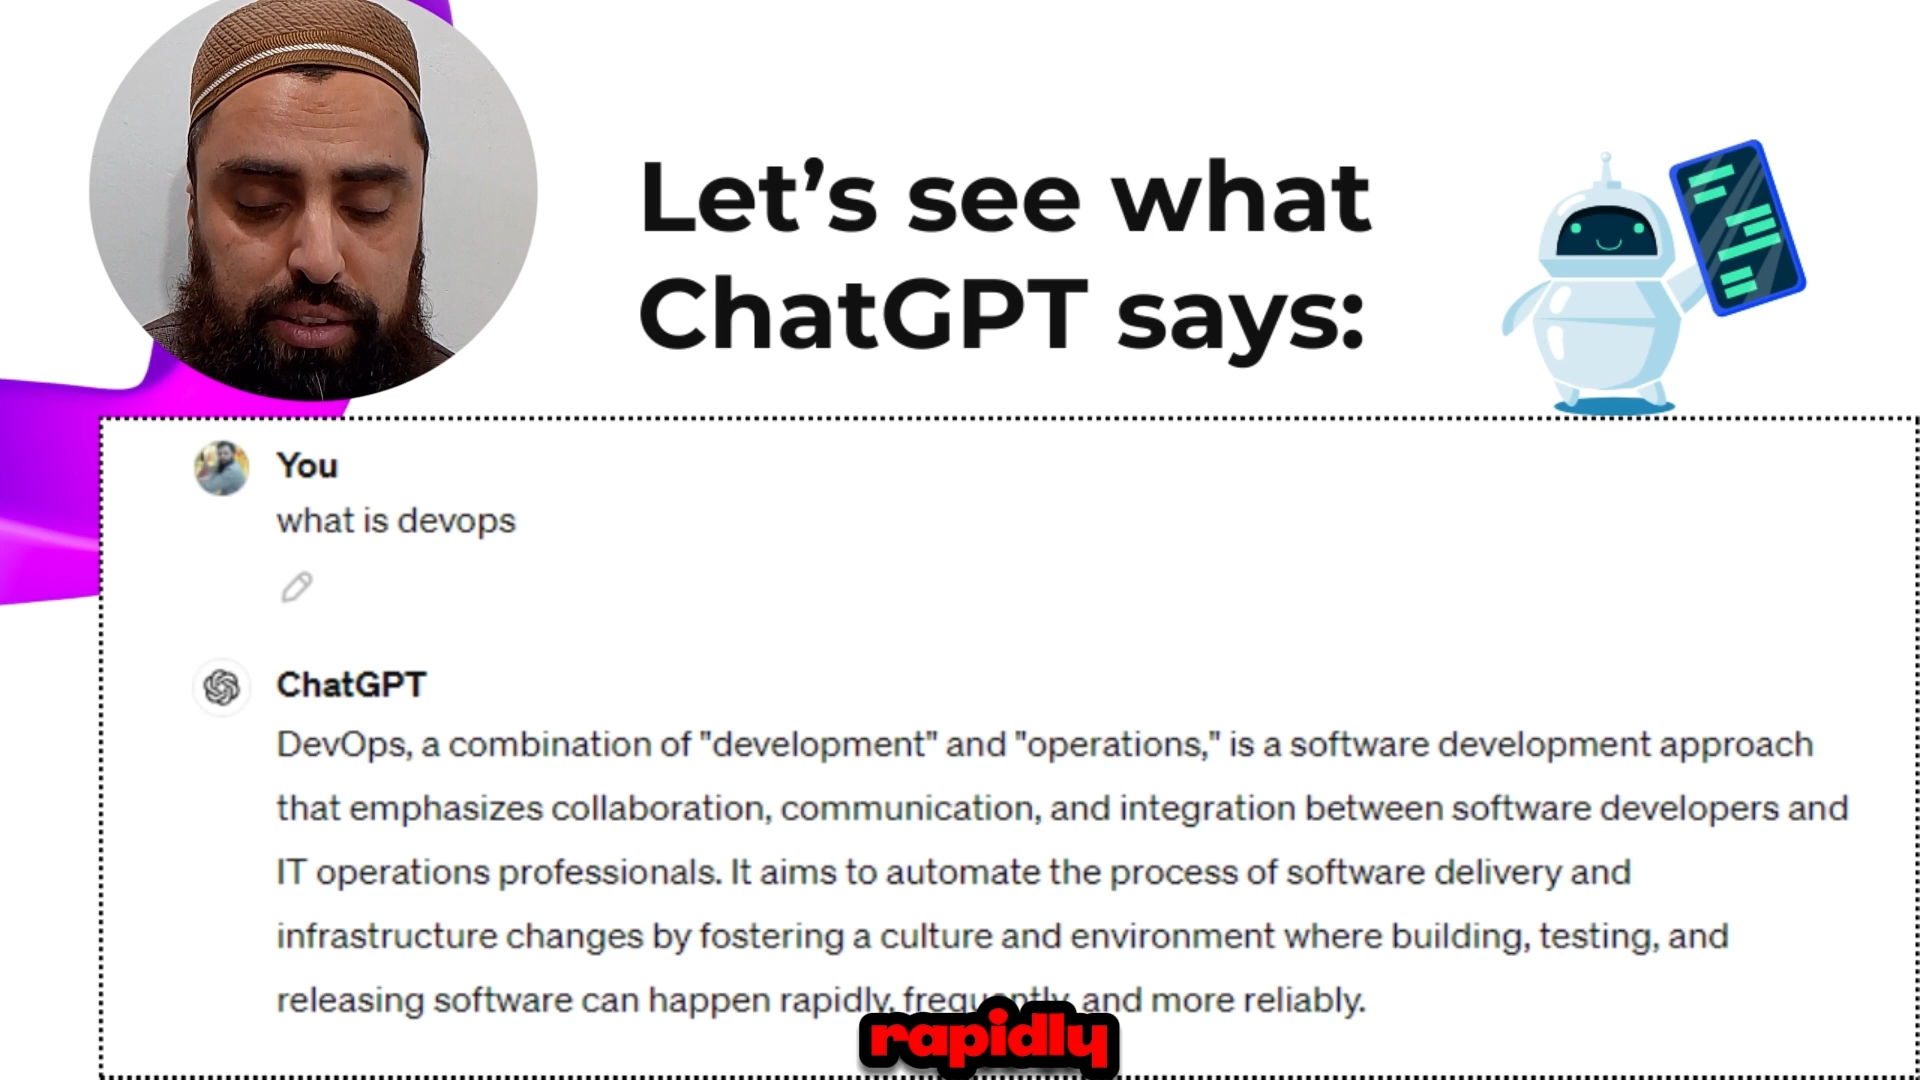 Let's see what
ChatGPT says:
You
what is devops
ChatGPT
DevOps, a combination of "development" and "operations," is a software development approach
that emphasizes collaboration, communication, and integration between software developers and
IT operations professionals. It aims to automate the process of software delivery and
infrastructure changes by fostering a culture and environment where building, testing, and
releasing software can happen rapidly, frequently, and more reliably.
rapidly